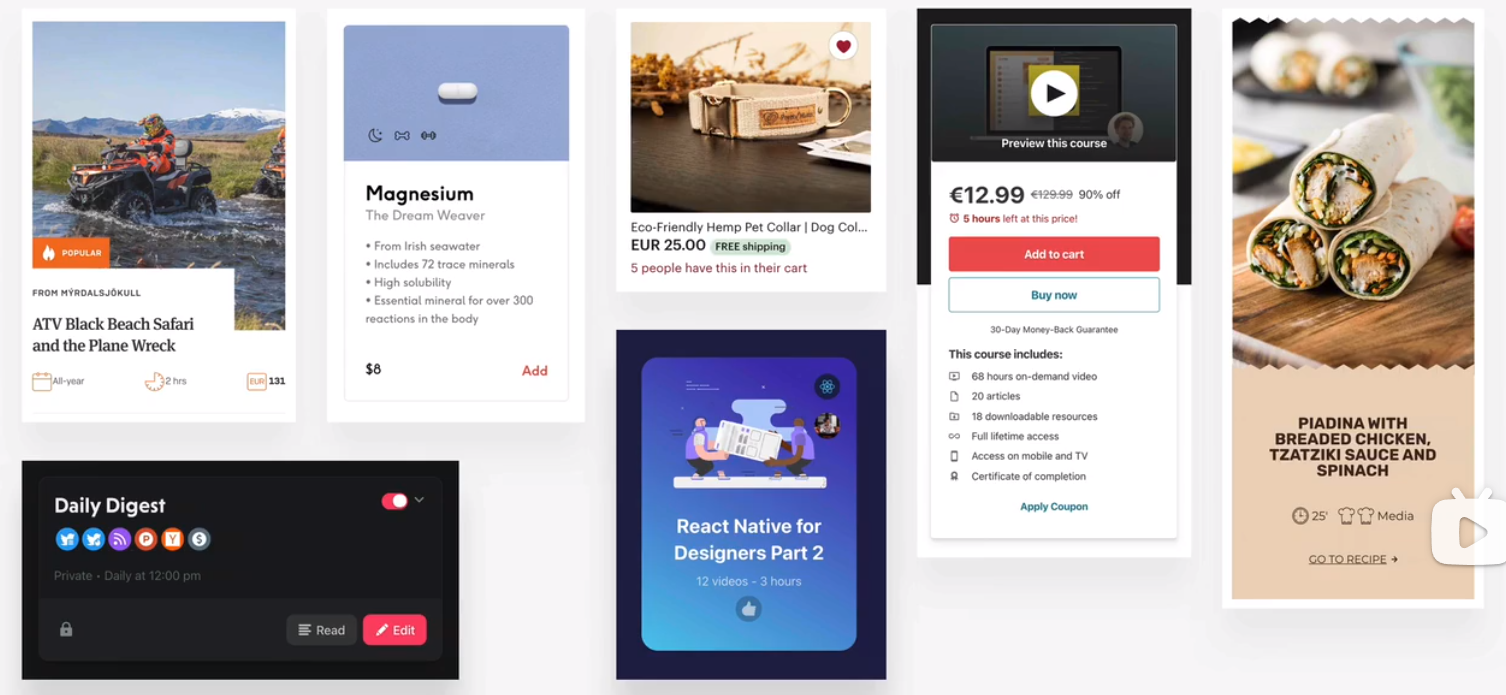 POPULAR
FROM MÝRDALSJÖKULL
ATV Black Beach Safari
and the Plane Wreck
All-year
2 hrs
EUR 131
Magnesium
The Dream Weaver
• From Irish seawater
• Includes 72 trace minerals
• High solubility
• Essential mineral for over 300
reactions in the body
$8
Add
Eco-Friendly Hemp Pet Collar | Dog Col...
EUR 25.00 FREE shipping
5 people have this in their cart
Preview this course
€12.99 €129.99 90% off
5 hours left at this price!
Add to cart
Buy now
30-Day Money-Back Guarantee
This course includes:
68 hours on-demand video
20 articles
18 downloadable resources
Full lifetime access
Access on mobile and TV
Certificate of completion
Apply Coupon
PIADINA WITH
BREADED CHICKEN,
TZATZIKI SAUCE AND
SPINACH
25' Media
GO TO RECIPE →
Daily Digest
P Y $
Private • Daily at 12:00 pm
Read
Edit
React Native for
Designers Part 2
12 videos - 3 hours